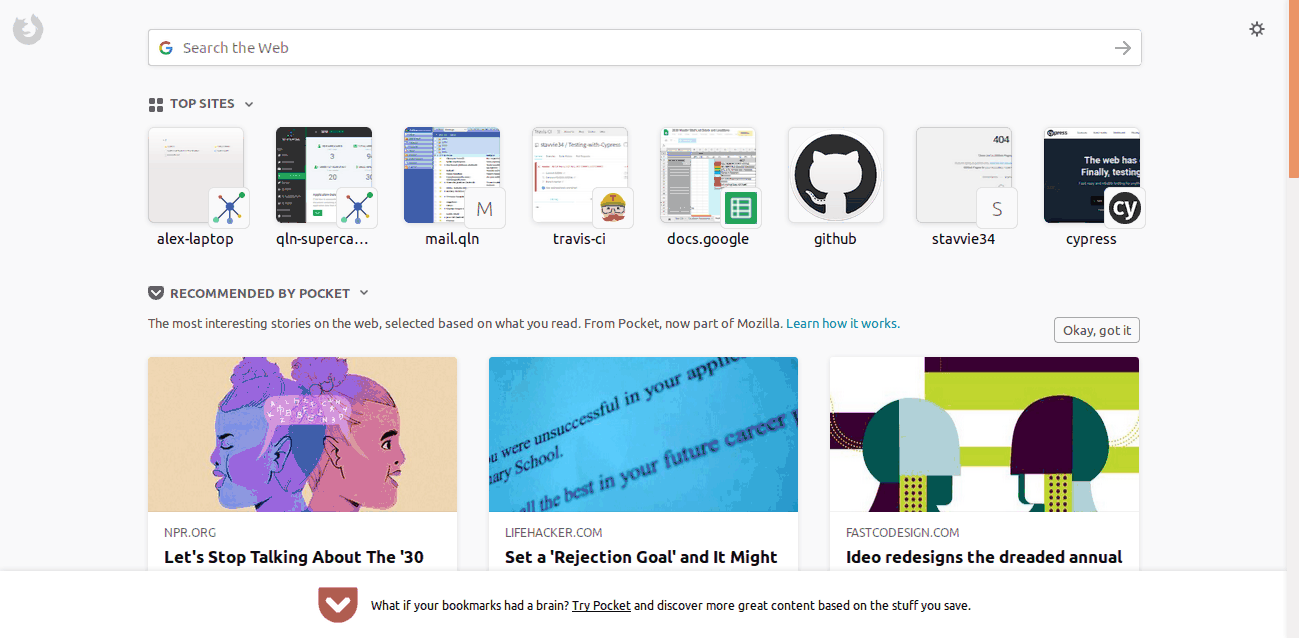 Search the Web
TOP SITES
404
The web has
Finally, testing
M
S
cy
alex-laptop
qln-superca...
mail.qln
travis-ci
docs.google
github
stavvie34
cypress
RECOMMENDED BY POCKET
The most interesting stories on the web, selected based on what you read. From Pocket, now part of Mozilla. Learn how it works.
Okay, got it
were unsuccessful in your applic
ary School.
all the best in your future career
NPR.ORG
LIFEHACKER.COM
FASTCODESIGN.COM
Let's Stop Talking About The '30
Set a 'Rejection Goal' and It Might
Ideo redesigns the dreaded annual
What if your bookmarks had a brain? Try Pocket and discover more great content based on the stuff you save.